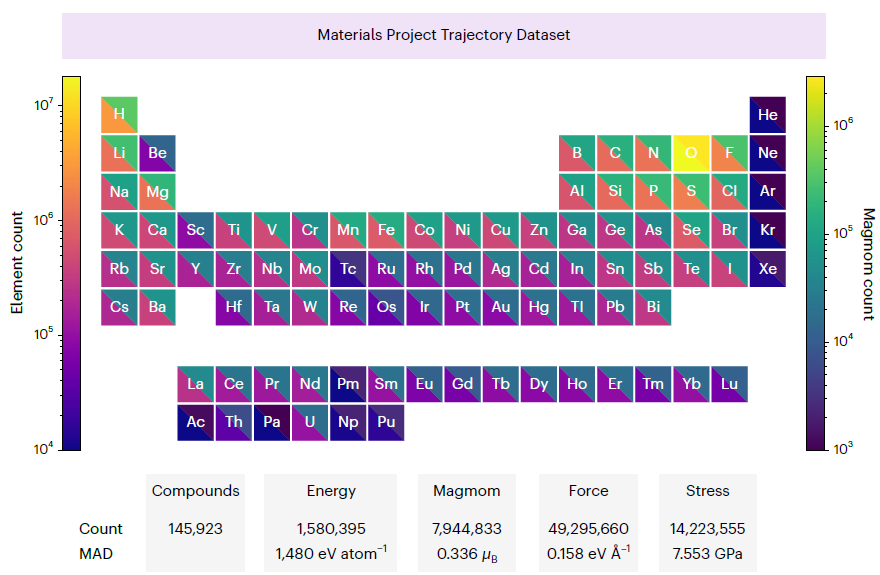 Materials Project Trajectory Dataset
H He
Li Be B C N O F Ne
Na Mg Al Si P S Cl Ar
K Ca Sc Ti V Cr Mn Fe Co Ni Cu Zn Ga Ge As Se Br Kr
Rb Sr Y Zr Nb Mo Tc Ru Rh Pd Ag Cd In Sn Sb Te I Xe
Cs Ba Hf Ta W Re Os Ir Pt Au Hg Tl Pb Bi
La Ce Pr Nd Pm Sm Eu Gd Tb Dy Ho Er Tm Yb Lu
Ac Th Pa U Np Pu
Element count
10⁷
10⁶
10⁵
10⁴
Magmom count
10⁶
10⁵
10⁴
10³
Compounds Energy Magmom Force Stress
Count 145,923 1,580,395 7,944,833 49,295,660 14,223,555
MAD 1,480 eV atom⁻¹ 0.336 μB 0.158 eV Å⁻¹ 7.553 GPa